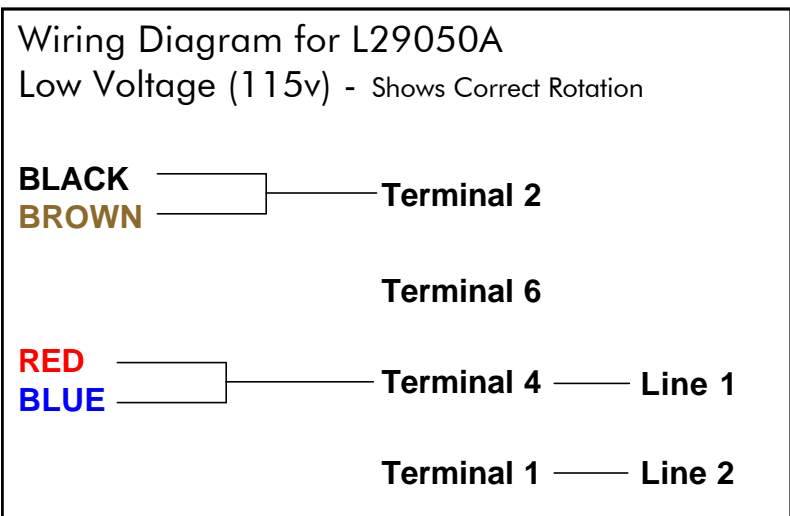 Wiring Diagram for L29050A
Low Voltage (115v) - Shows Correct Rotation
BLACK
BROWN
Terminal 2
Terminal 6
RED
BLUE
Terminal 4
Line 1
Terminal 1
Line 2